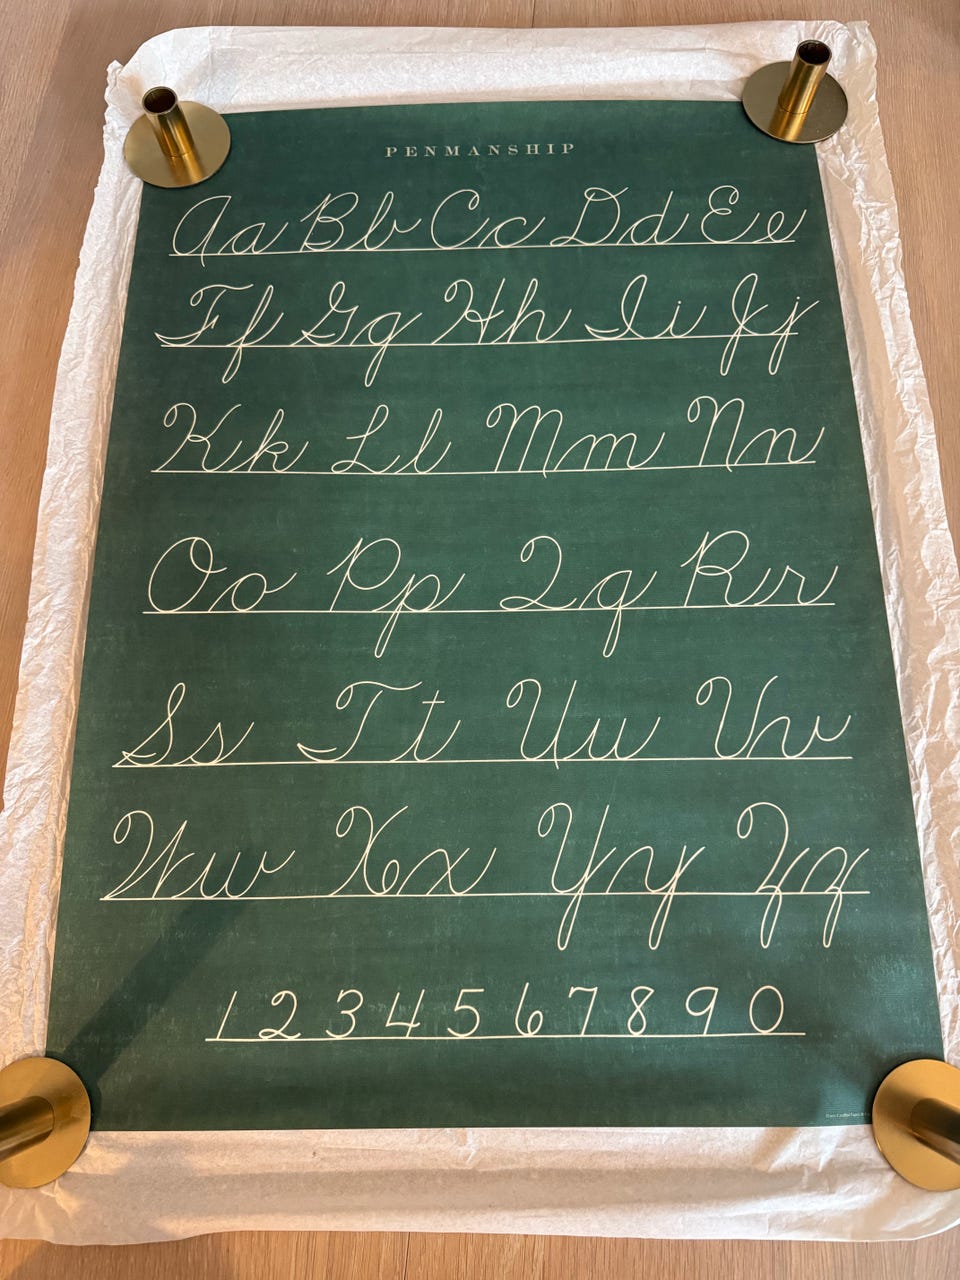 PENMANSHIP
Aa Bb Cc Dd Ee
Ff Gg Hh Ii Jj
Kk Ll Mm Nn
Oo Pp Qq Rr
Ss Tt Uu Vv
Ww Xx Yy Zz
1 2 3 4 5 6 7 8 9 0